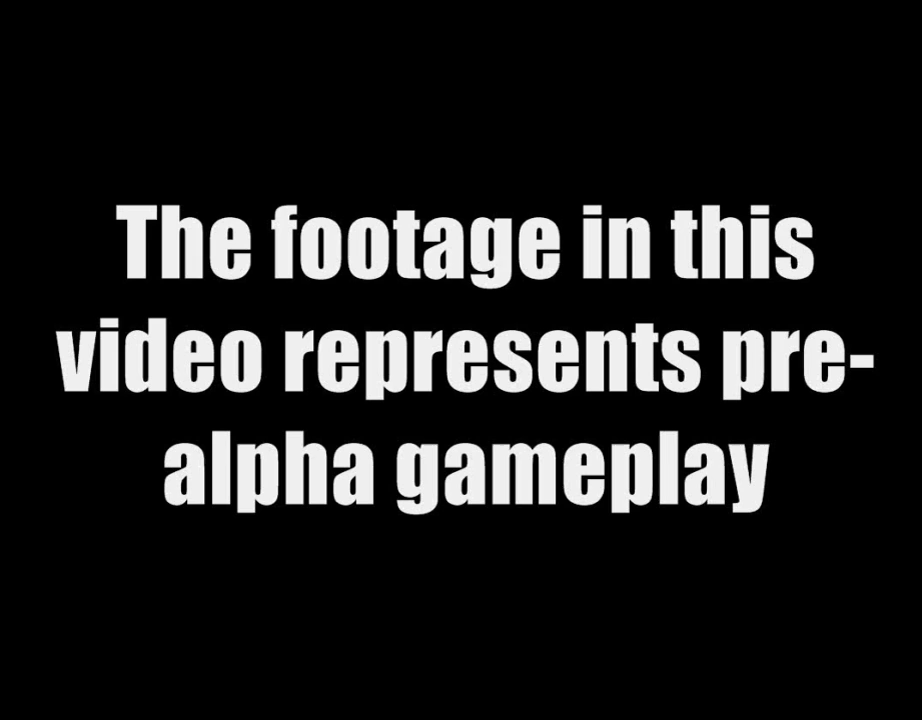 The footage in this
video represents pre-
alpha gameplay